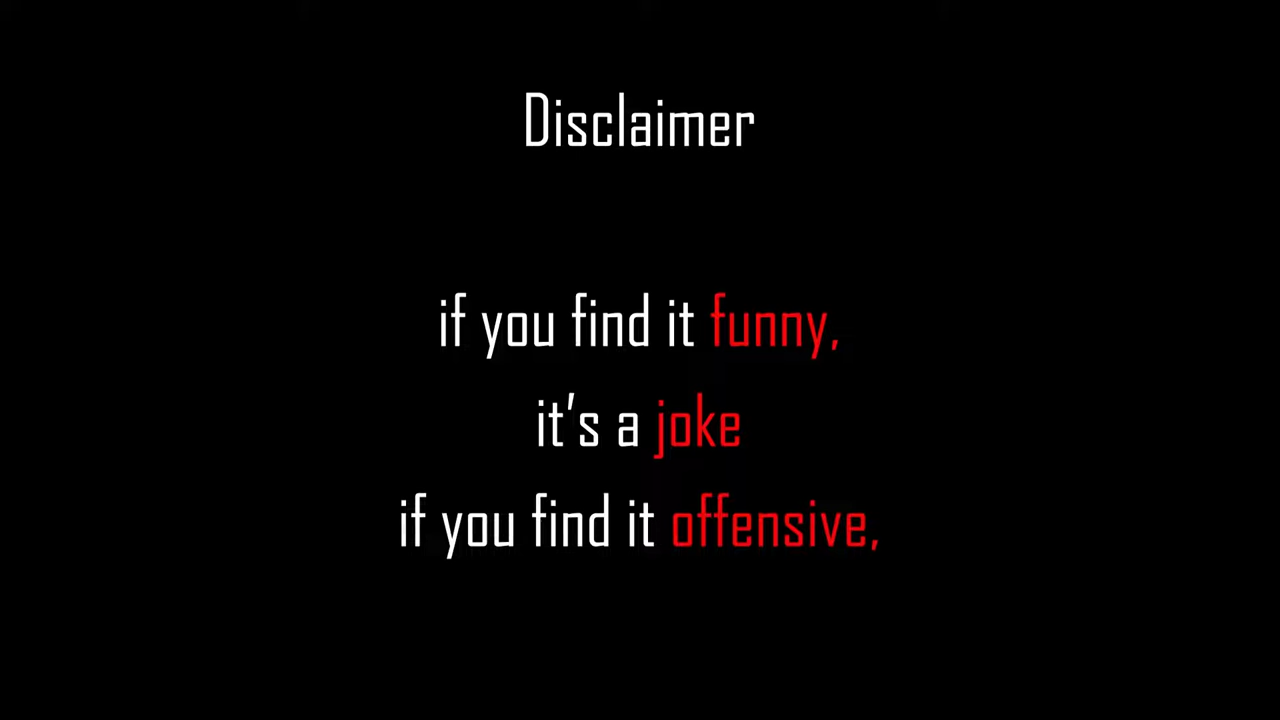 Disclaimer
if you find it funny,
it's a joke
if you find it offensive,